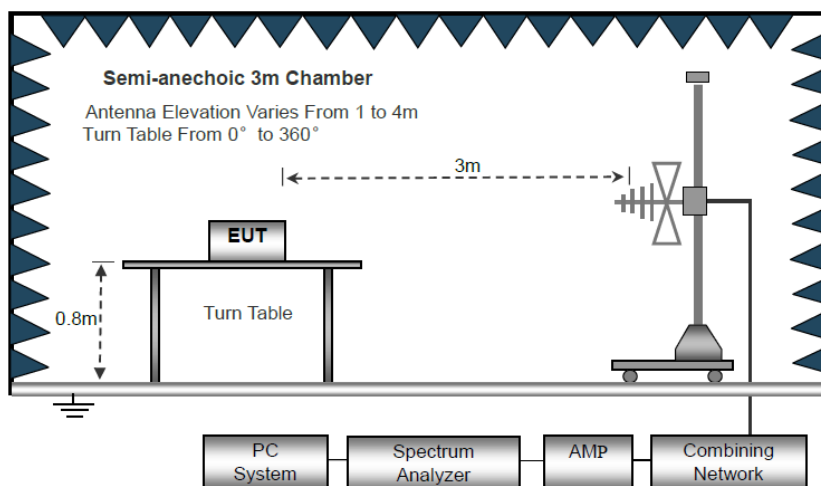 Semi-anechoic 3m Chamber
Antenna Elevation Varies From 1 to 4m
Turn Table From 0° to 360°
3m
EUT
0.8m
Turn Table
PC
System
Spectrum
Analyzer
AMP
Combining
Network